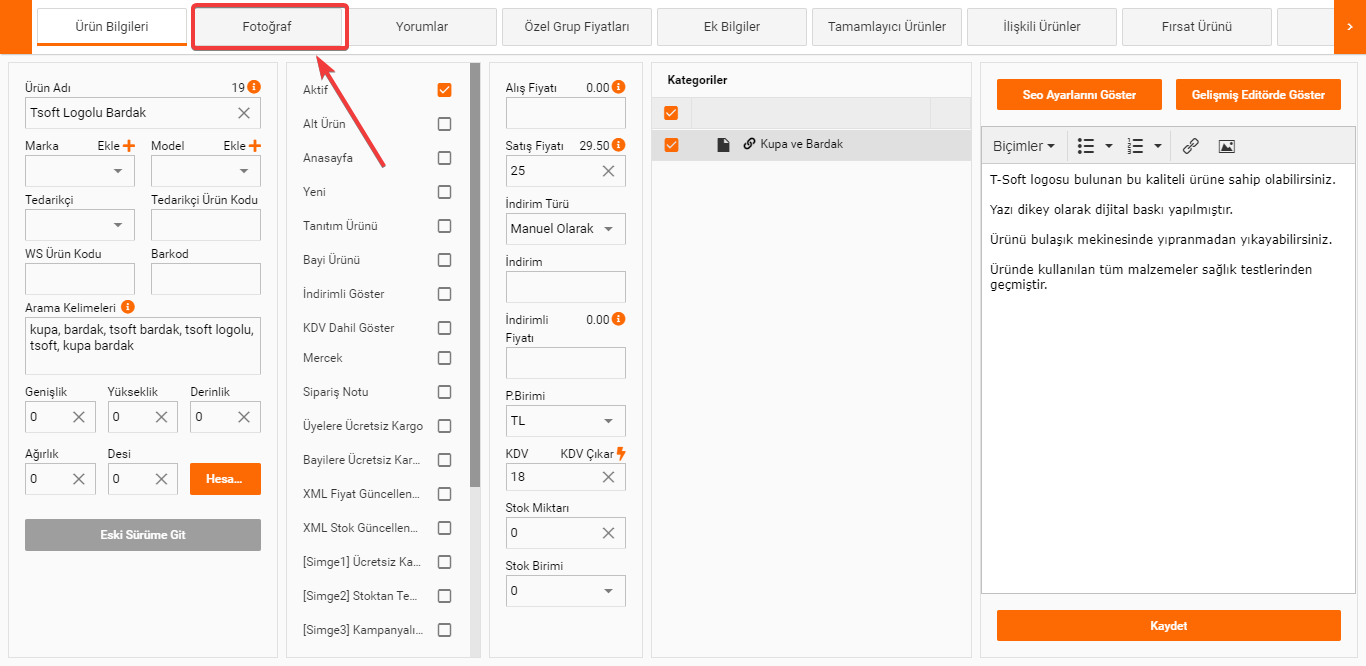 Ürün Bilgileri
Fotoğraf
Yorumlar
Özel Grup Fiyatları
Ek Bilgiler
Tamamlayıcı Ürünler
İlişkili Ürünler
Fırsat Ürünü
Ürün Adı 19
Tsoft Logolu Bardak
Marka Ekle
Model Ekle
Tedarikçi
Tedarikçi Ürün Kodu
WS Ürün Kodu
Barkod
Arama Kelimeleri
kupa, bardak, tsoft bardak, tsoft logolu,
tsoft, kupa bardak
Genişlik
Yükseklik
Derinlik
0
0
0
Ağırlık
Desi
0
0
Hesa...
Eski Sürüme Git
Aktif
Alt Ürün
Anasayfa
Yeni
Tanıtım Ürünü
Bayi Ürünü
İndirimli Göster
KDV Dahil Göster
Mercek
Sipariş Notu
Üyelere Ücretsiz Kargo
Bayilere Ücretsiz Kar...
XML Fiyat Güncellen...
XML Stok Güncellen...
[Simge1] Ücretsiz Ka...
[Simge2] Stoktan Te...
[Simge3] Kampanyalı...
Alış Fiyatı 0.00
Satış Fiyatı 29.50
25
İndirim Türü
Manuel Olarak
İndirim
İndirimli 0.00
Fiyatı
P.Birimi
TL
KDV KDV Çıkar
18
Stok Miktarı
0
Stok Birimi
0
Kategoriler
Kupa ve Bardak
Seo Ayarlarını Göster
Gelişmiş Editörde Göster
Biçimler
T-Soft logosu bulunan bu kaliteli ürüne sahip olabilirsiniz.
Yazı dikey olarak dijital baskı yapılmıştır.
Ürünü bulaşık mekinesinde yıpranmadan yıkayabilirsiniz.
Üründe kullanılan tüm malzemeler sağlık testlerinden
geçmiştir.
Kaydet